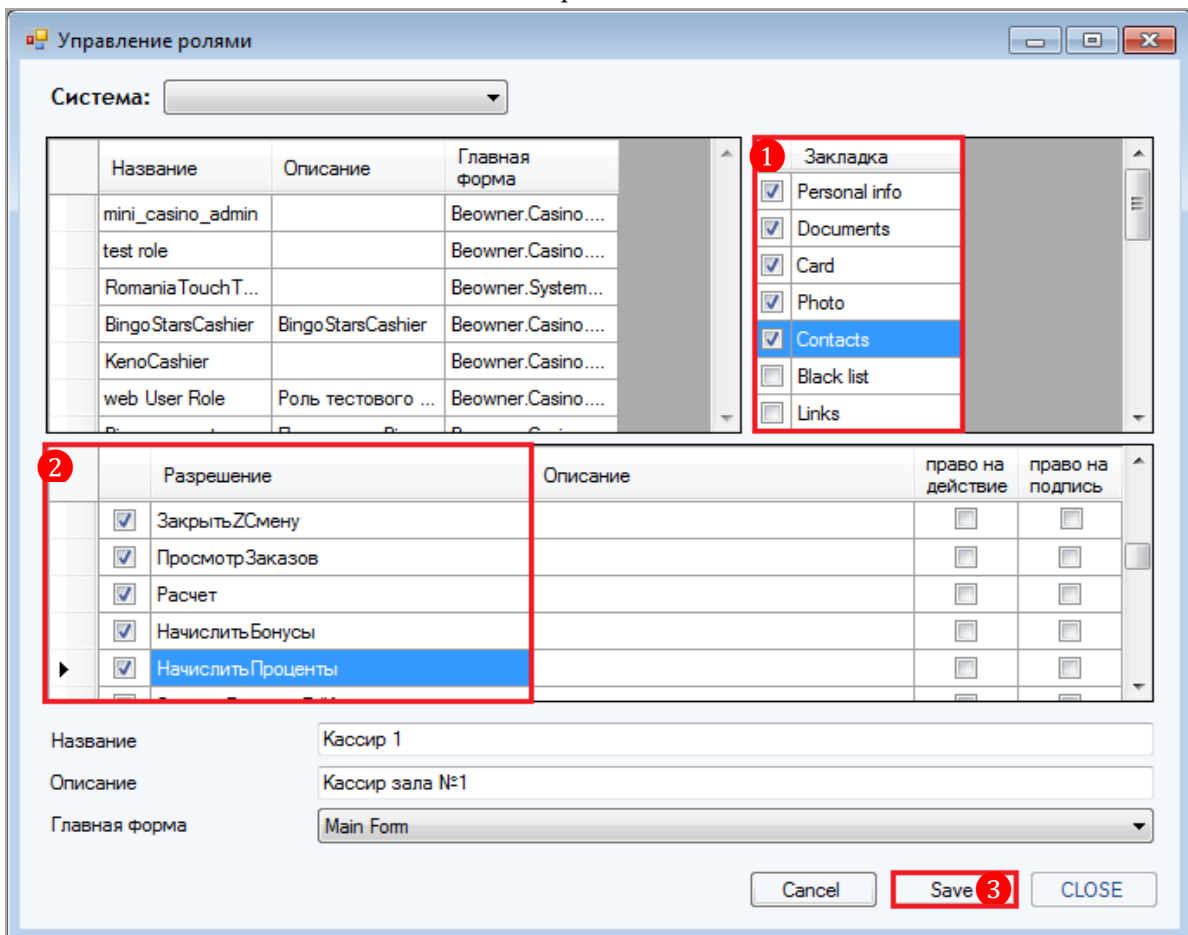 Управление ролями
Система:
Название Описание Главная форма
mini_casino_admin Beowner.Casino....
test role Beowner.Casino....
RomaniaTouchT... Beowner.System...
BingoStarsCashier BingoStarsCashier Beowner.Casino....
KenoCashier Beowner.Casino....
web User Role Роль тестового ... Beowner.Casino....
1 Закладка
Personal info
Documents
Card
Photo
Contacts
Black list
Links
2 Разрешение Описание право на действие право на подпись
ЗакрытьZСмену
ПросмотрЗаказов
Расчет
НачислитьБонусы
НачислитьПроценты
Название Кассир 1
Описание Кассир зала №1
Главная форма Main Form
Cancel Save 3 CLOSE